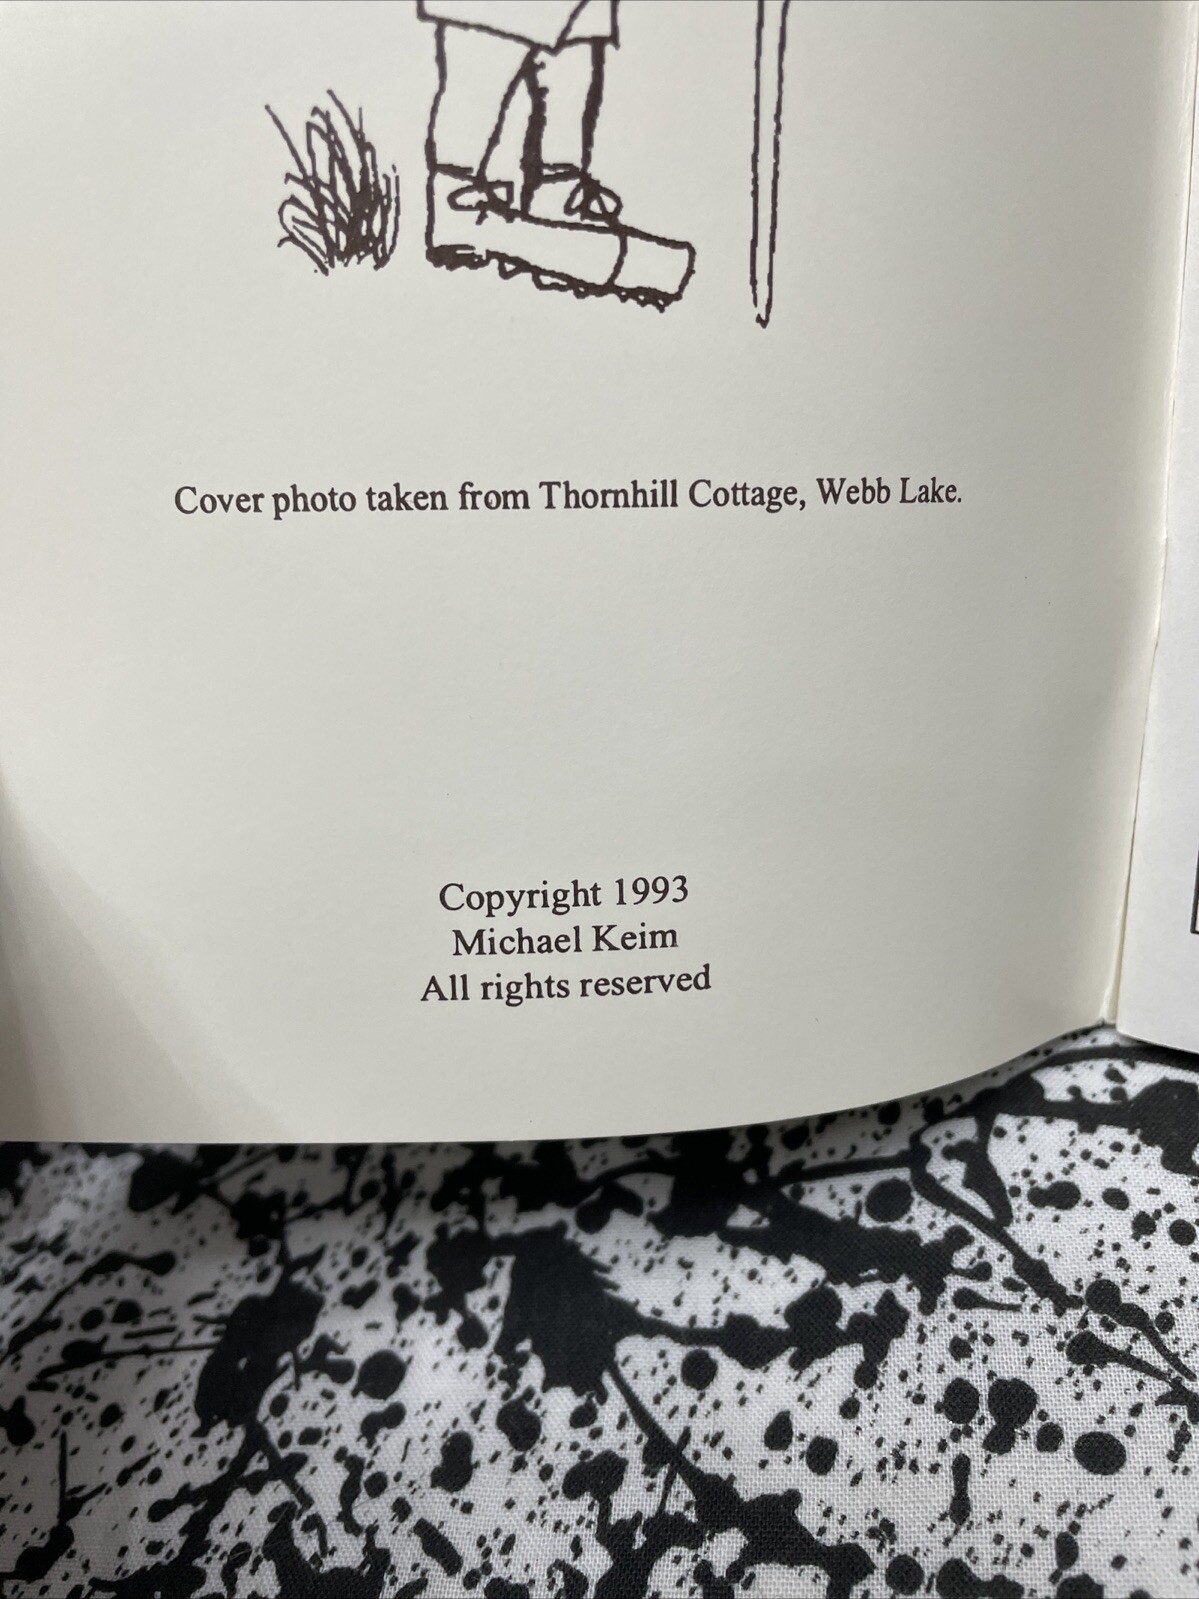 Cover photo taken from Thornhill Cottage, Webb Lake.
Copyright 1993
Michael Keim
All rights reserved